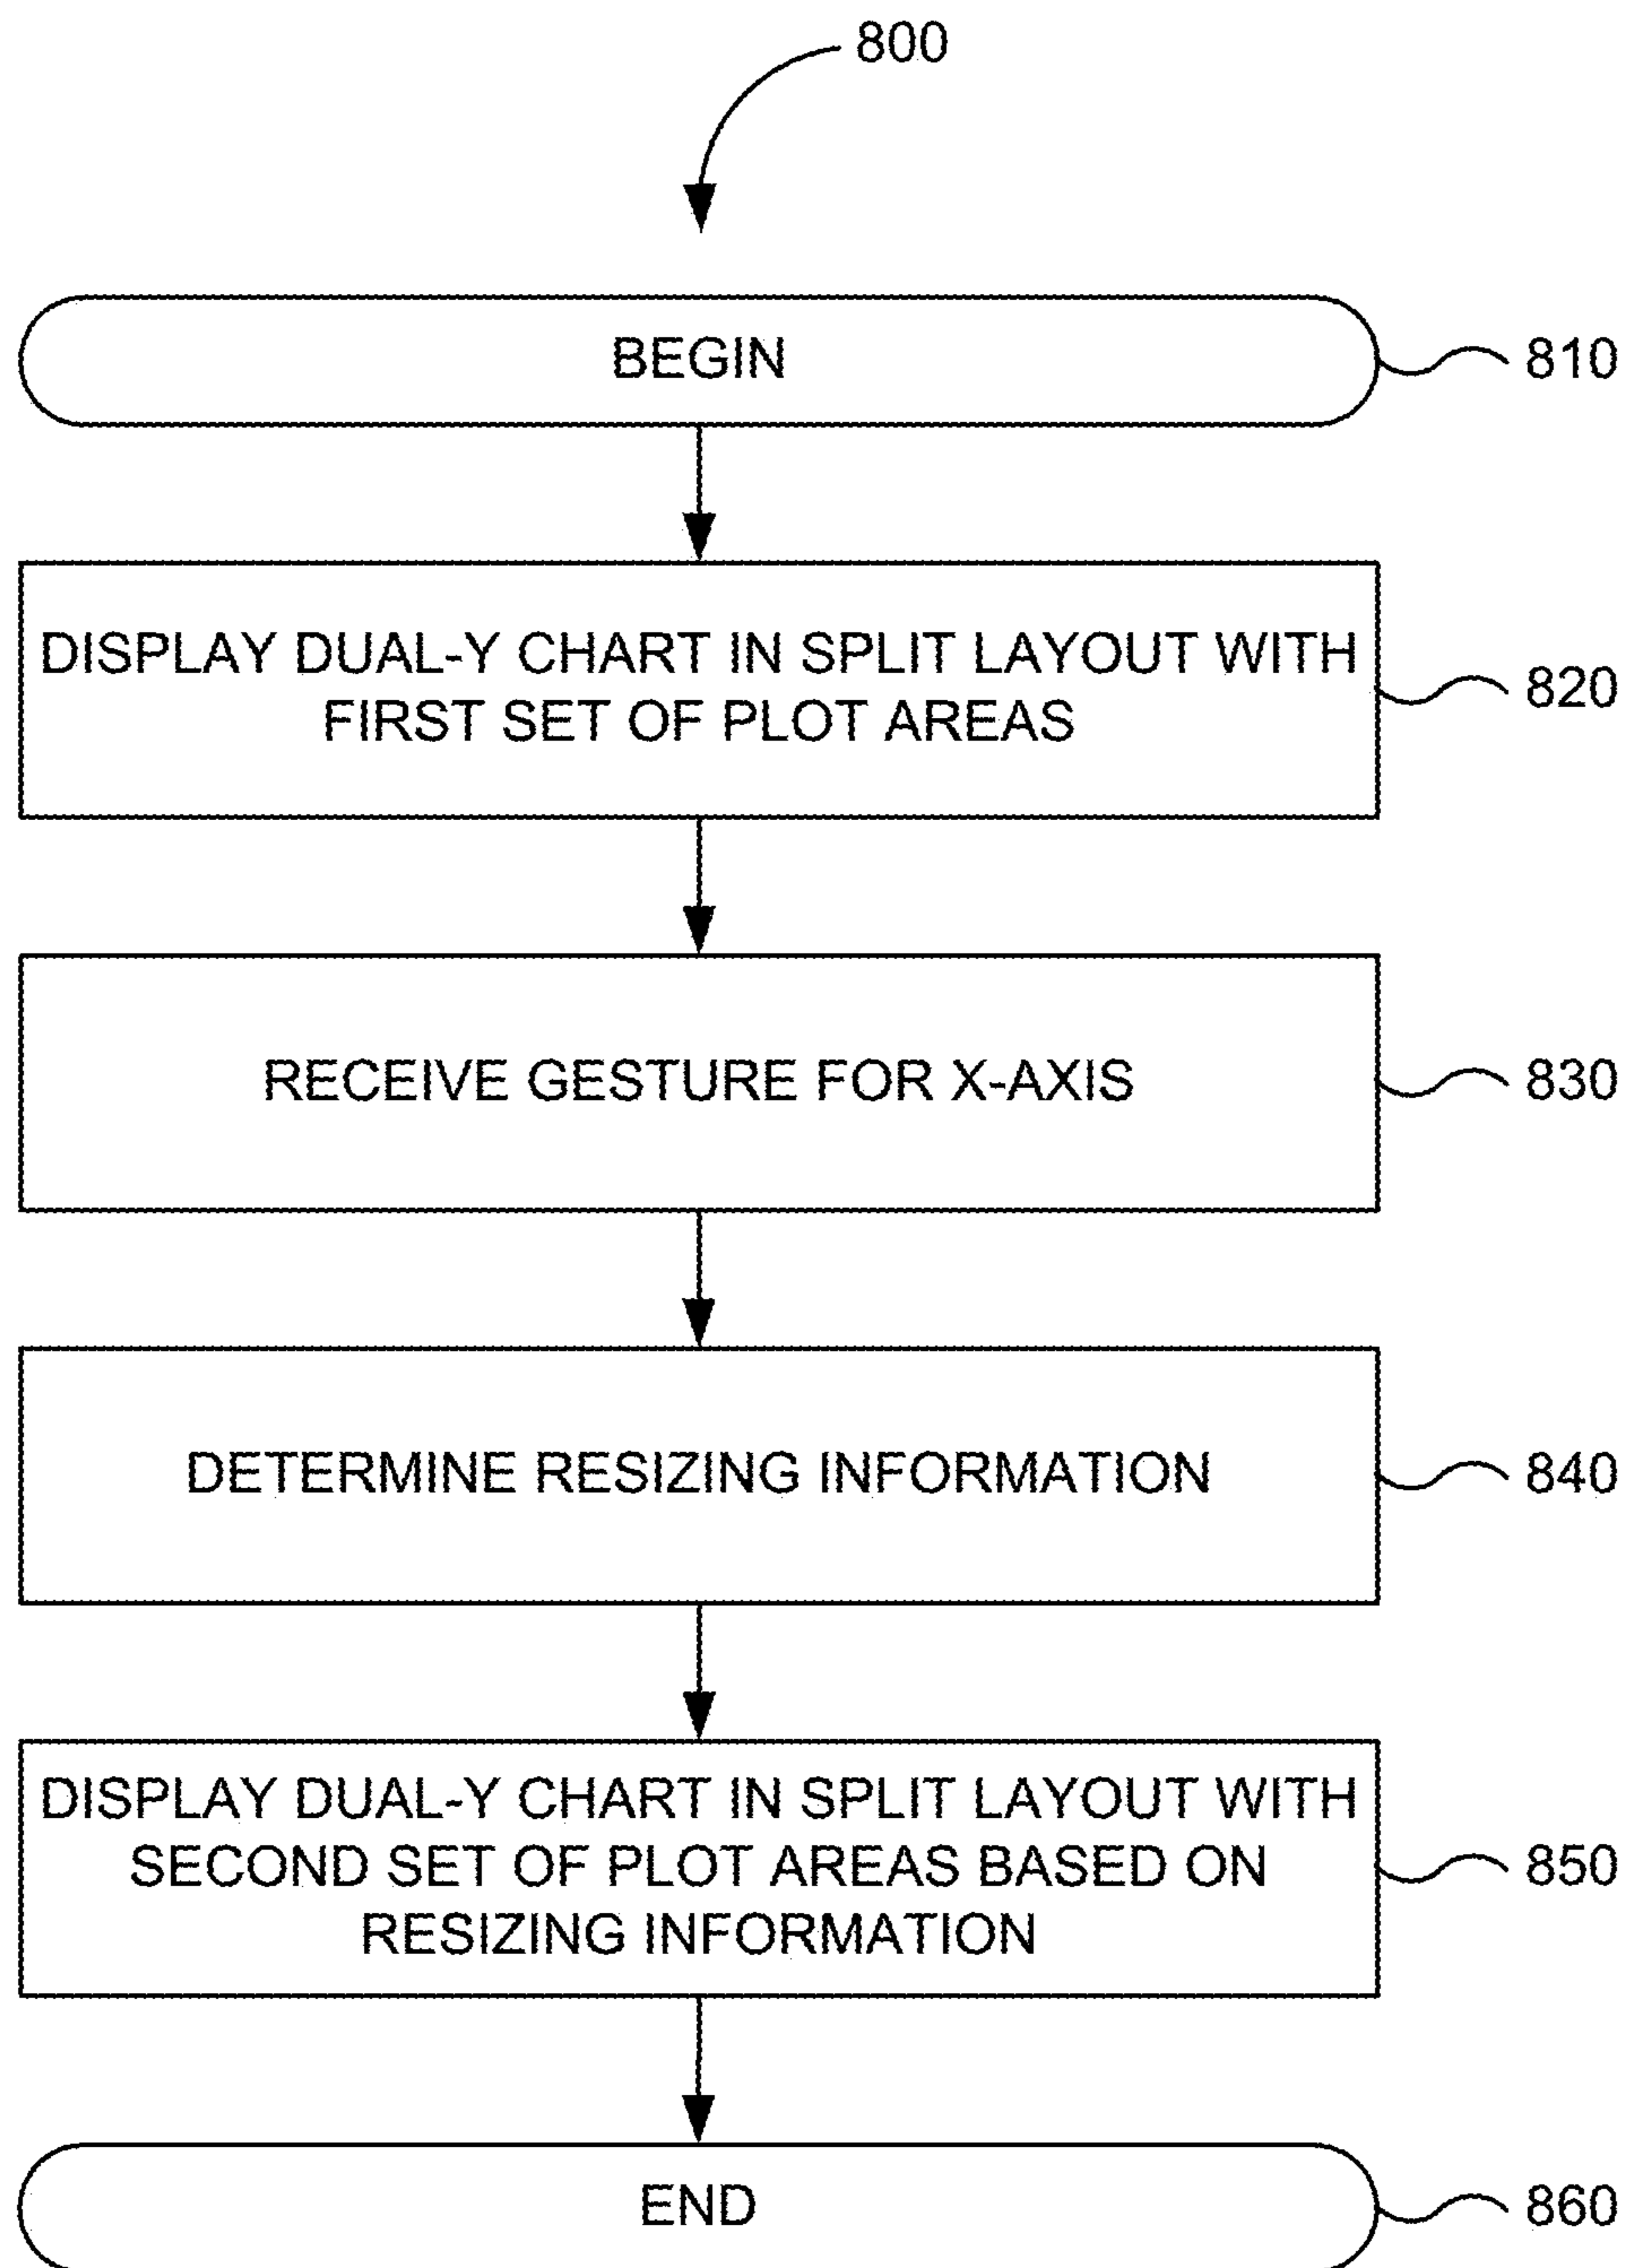 800
BEGIN
810
DISPLAY DUAL-Y CHART IN SPLIT LAYOUT WITH
FIRST SET OF PLOT AREAS
820
RECEIVE GESTURE FOR X-AXIS
830
DETERMINE RESIZING INFORMATION
840
DISPLAY DUAL-Y CHART IN SPLIT LAYOUT WITH
SECOND SET OF PLOT AREAS BASED ON
RESIZING INFORMATION
850
END
860